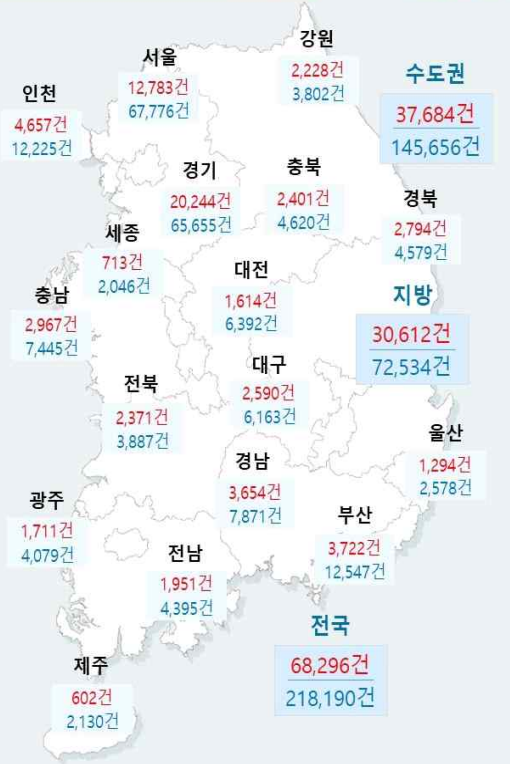 강원
2,228건
3,802건
서울
12,783건
67,776건
수도권
37,684건
145,656건
인천
4,657건
12,225건
경기
20,244건
65,655건
충북
2,401건
4,620건
경북
2,794건
4,579건
세종
713건
2,046건
대전
1,614건
6,392건
지방
30,612건
72,534건
충남
2,967건
7,445건
대구
2,590건
6,163건
전북
2,371건
3,887건
울산
1,294건
2,578건
경남
3,654건
7,871건
광주
1,711건
4,079건
부산
3,722건
12,547건
전남
1,951건
4,395건
전국
68,296건
218,190건
제주
602건
2,130건